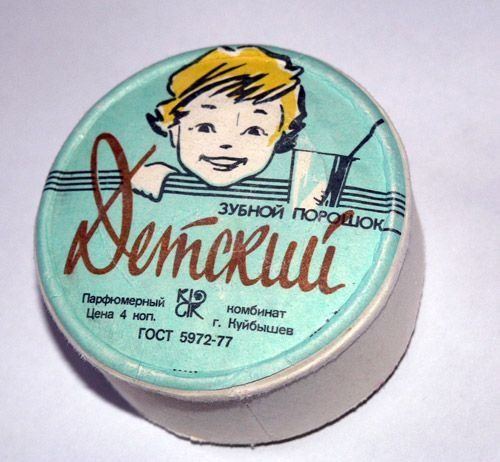 ЗУБНОЙ ПОРОШОК
Детский
Парфюмерный комбинат
Цена 4 коп. г. Куйбышев
ГОСТ 5972-77